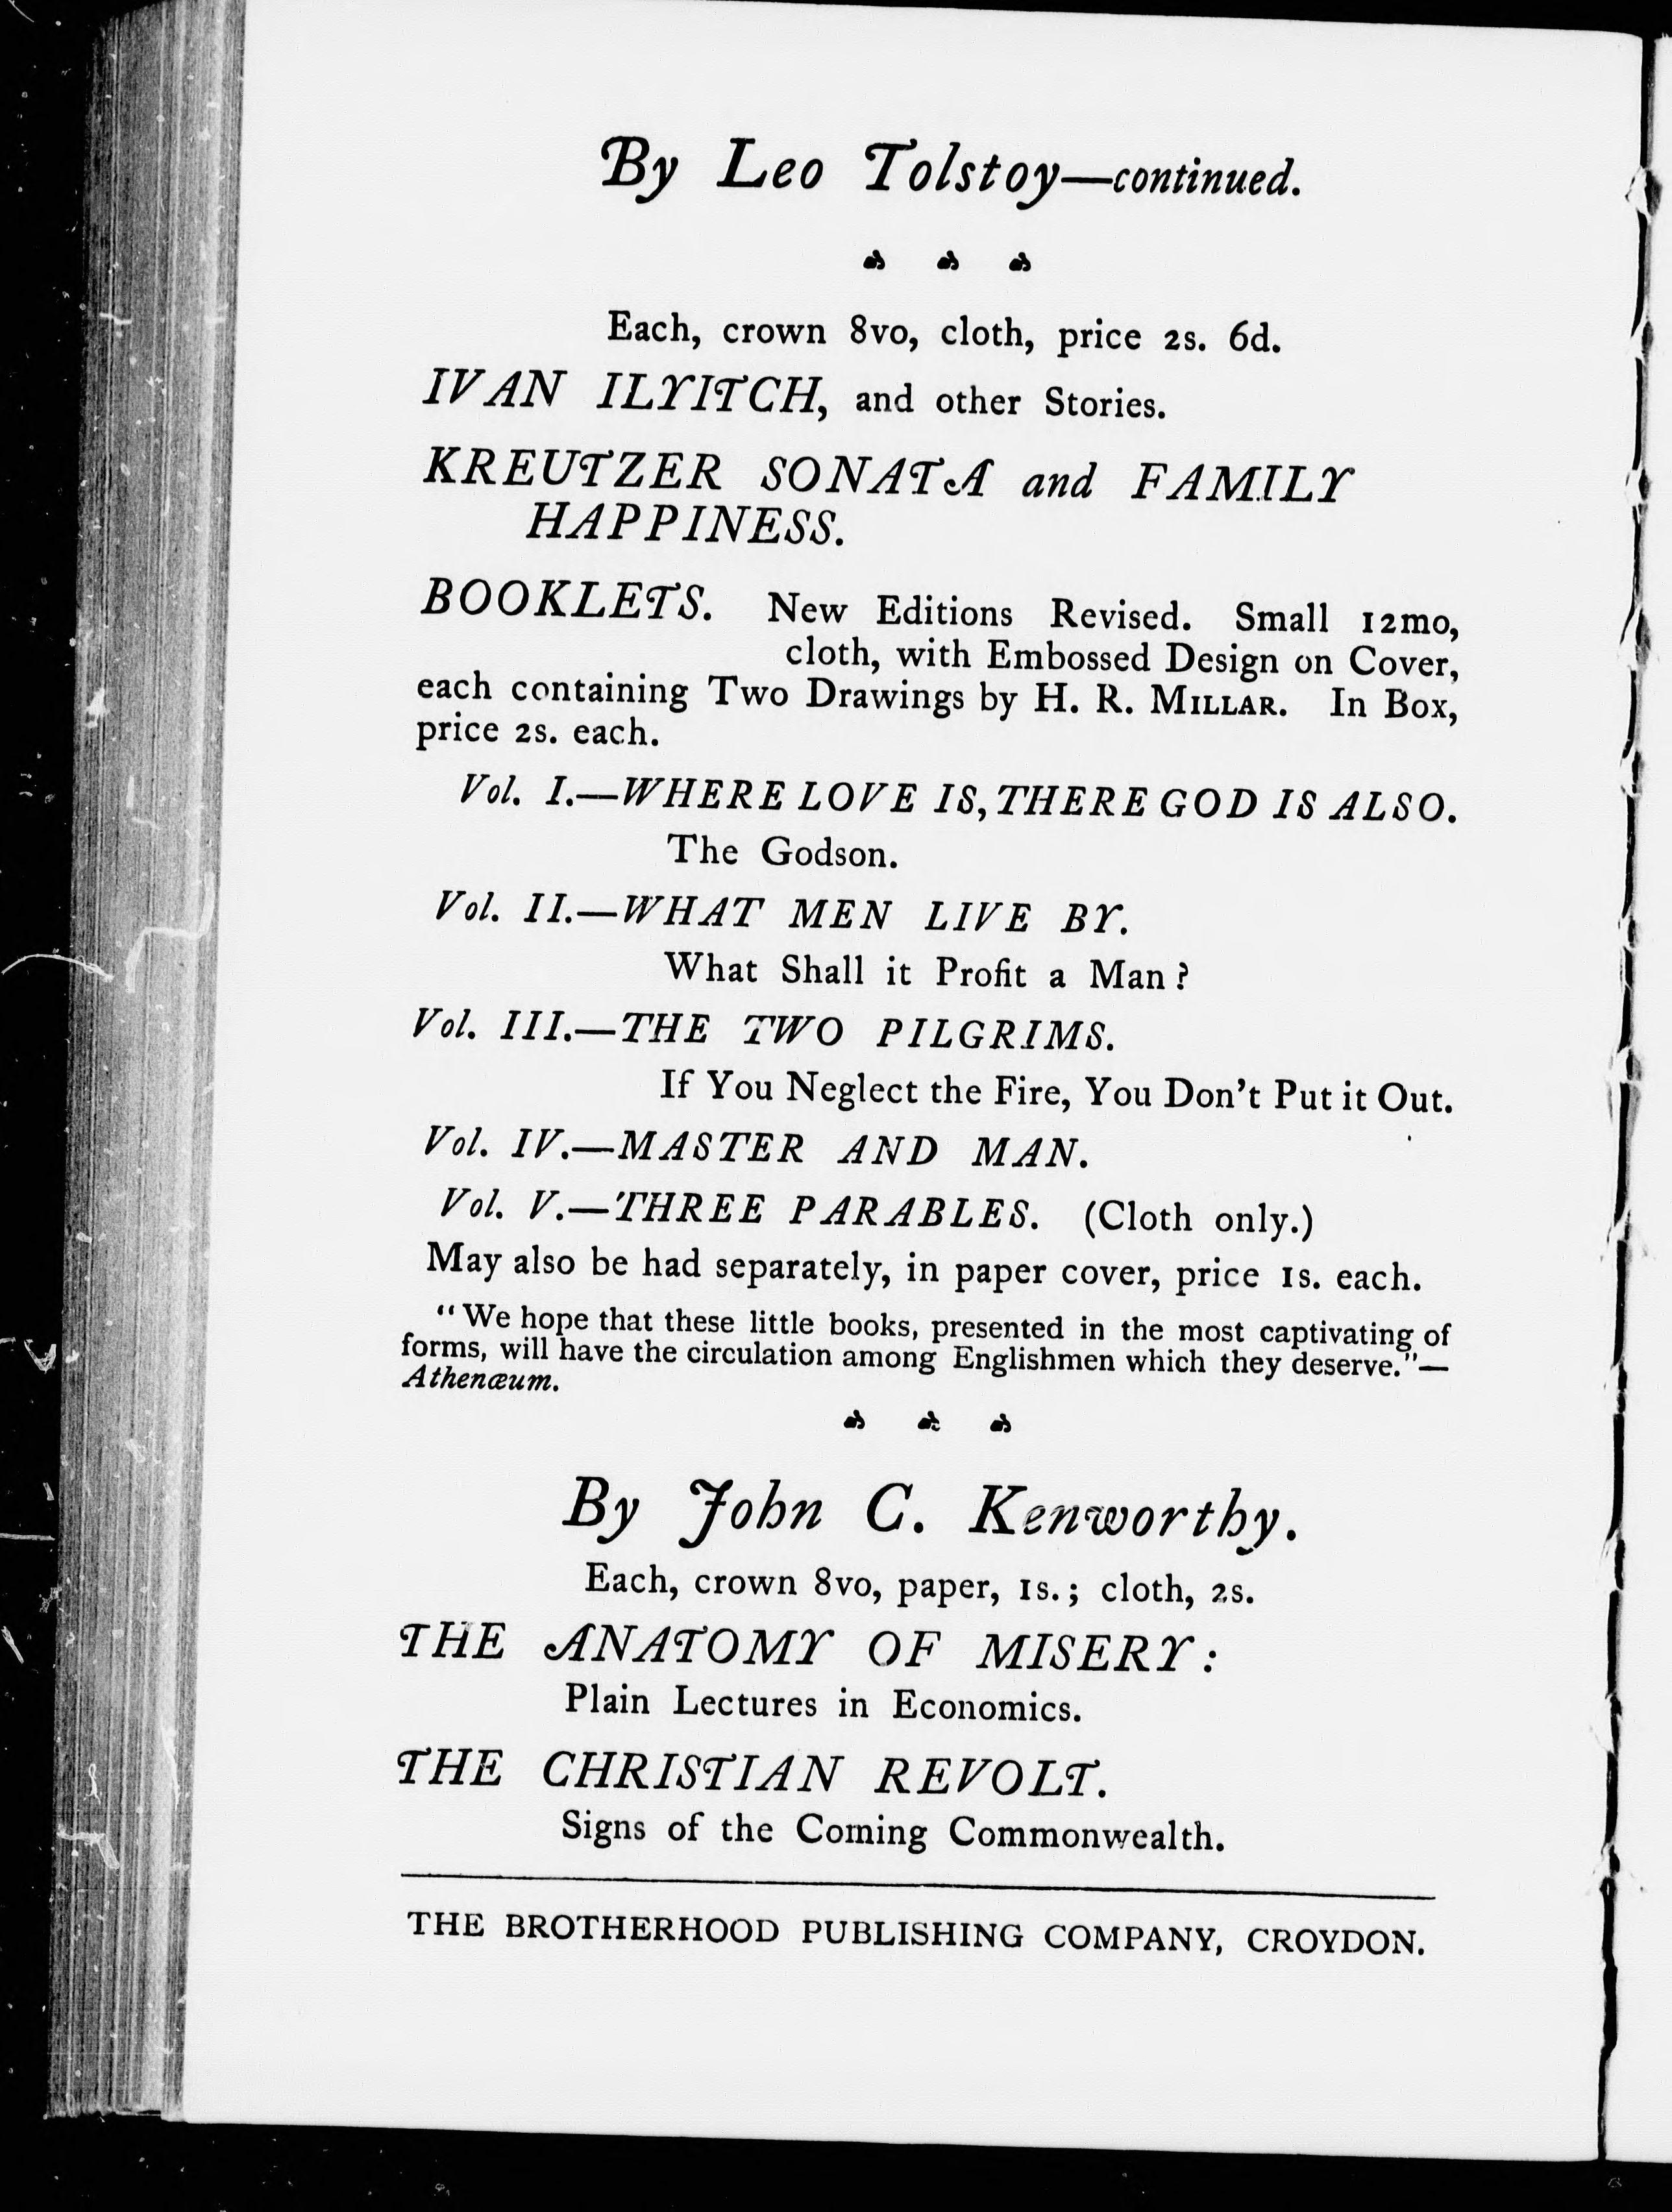 By Leo Tolstoy—continued.
Each, crown 8vo, cloth, price 2s. 6d.
IVAN ILYITCH, and other Stories.
KREUTZER SONATA and FAMILY
HAPPINESS.
BOOKLETS. New Editions Revised. Small 12mo,
cloth, with Embossed Design on Cover,
each containing Two Drawings by H. R. MILLAR. In Box,
price 2s. each.
Vol. I.—WHERE LOVE IS, THERE GOD IS ALSO.
The Godson.
Vol. II.—WHAT MEN LIVE BY.
What Shall it Profit a Man?
Vol. III.—THE TWO PILGRIMS.
If You Neglect the Fire, You Don't Put it Out.
Vol. IV.—MASTER AND MAN.
Vol. V.—THREE PARABLES. (Cloth only.)
May also be had separately, in paper cover, price 1s. each.
"We hope that these little books, presented in the most captivating of
forms, will have the circulation among Englishmen which they deserve."—
Athenæum.
By John C. Kenworthy.
Each, crown 8vo, paper, 1s.; cloth, 2s.
THE ANATOMY OF MISERY:
Plain Lectures in Economics.
THE CHRISTIAN REVOLT.
Signs of the Coming Commonwealth.
THE BROTHERHOOD PUBLISHING COMPANY, CROYDON.